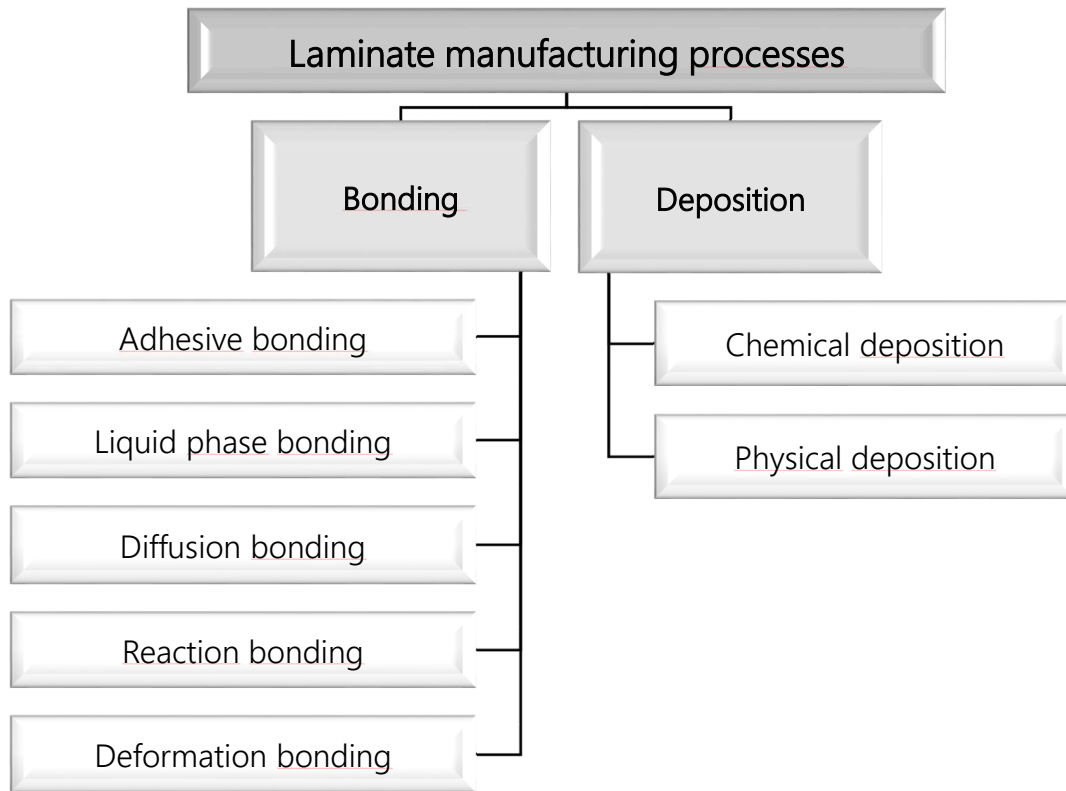 Laminate manufacturing processes
Bonding
Deposition
Adhesive bonding
Liquid phase bonding
Diffusion bonding
Reaction bonding
Deformation bonding
Chemical deposition
Physical deposition